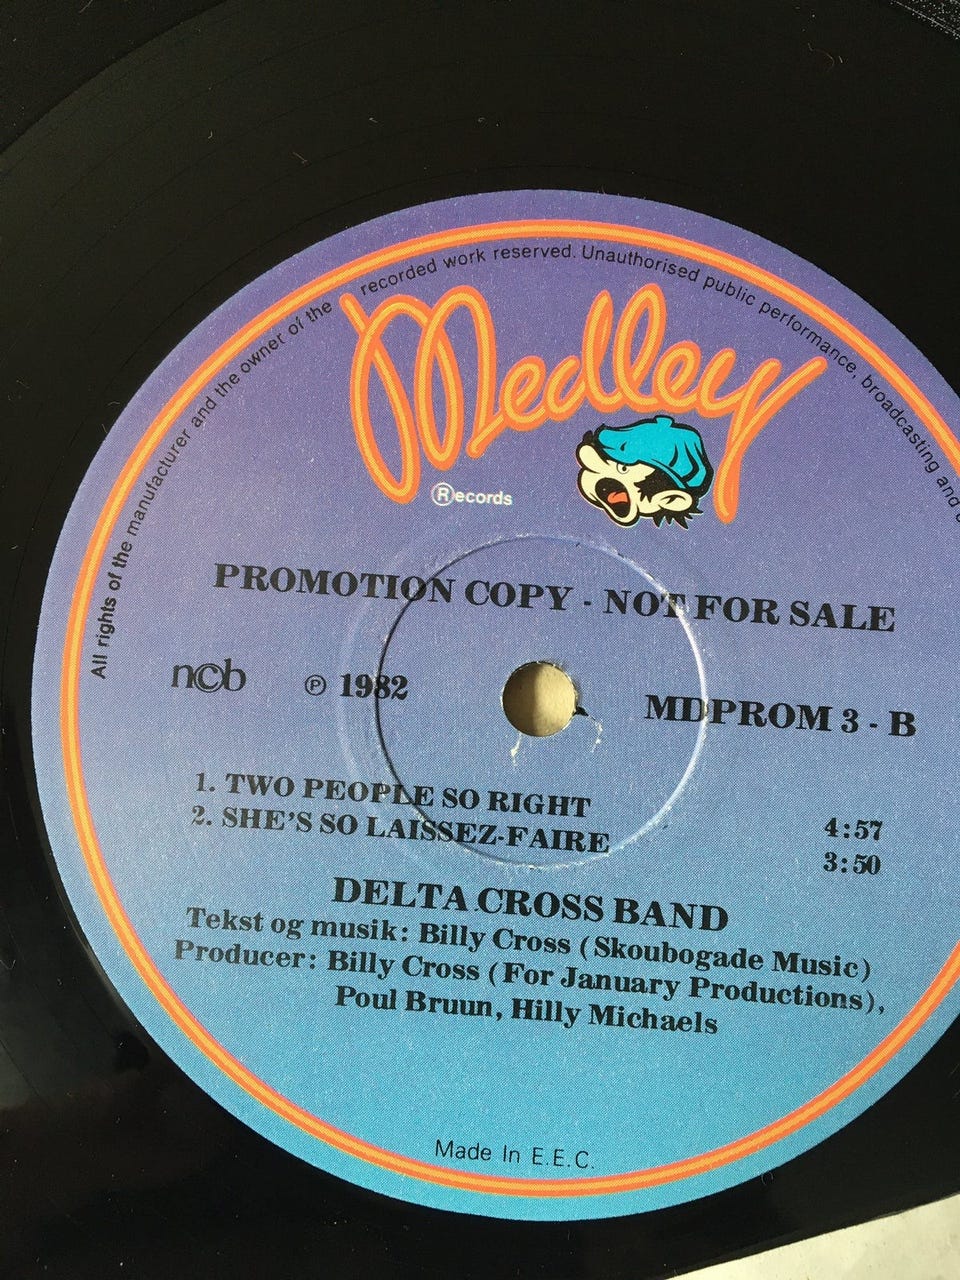 All rights of the manufacturer and the owner of the recorded work reserved. Unauthorised public performance, broadcasting and
Medley
Ⓡecords
PROMOTION COPY - NOT FOR SALE
ncb ℗ 1982 MDPROM 3 - B
1. TWO PEOPLE SO RIGHT 4:57
2. SHE'S SO LAISSEZ-FAIRE 3:50
DELTA CROSS BAND
Tekst og musik: Billy Cross (Skoubogade Music)
Producer: Billy Cross (For January Productions),
Poul Bruun, Hilly Michaels
Made In E.E.C.